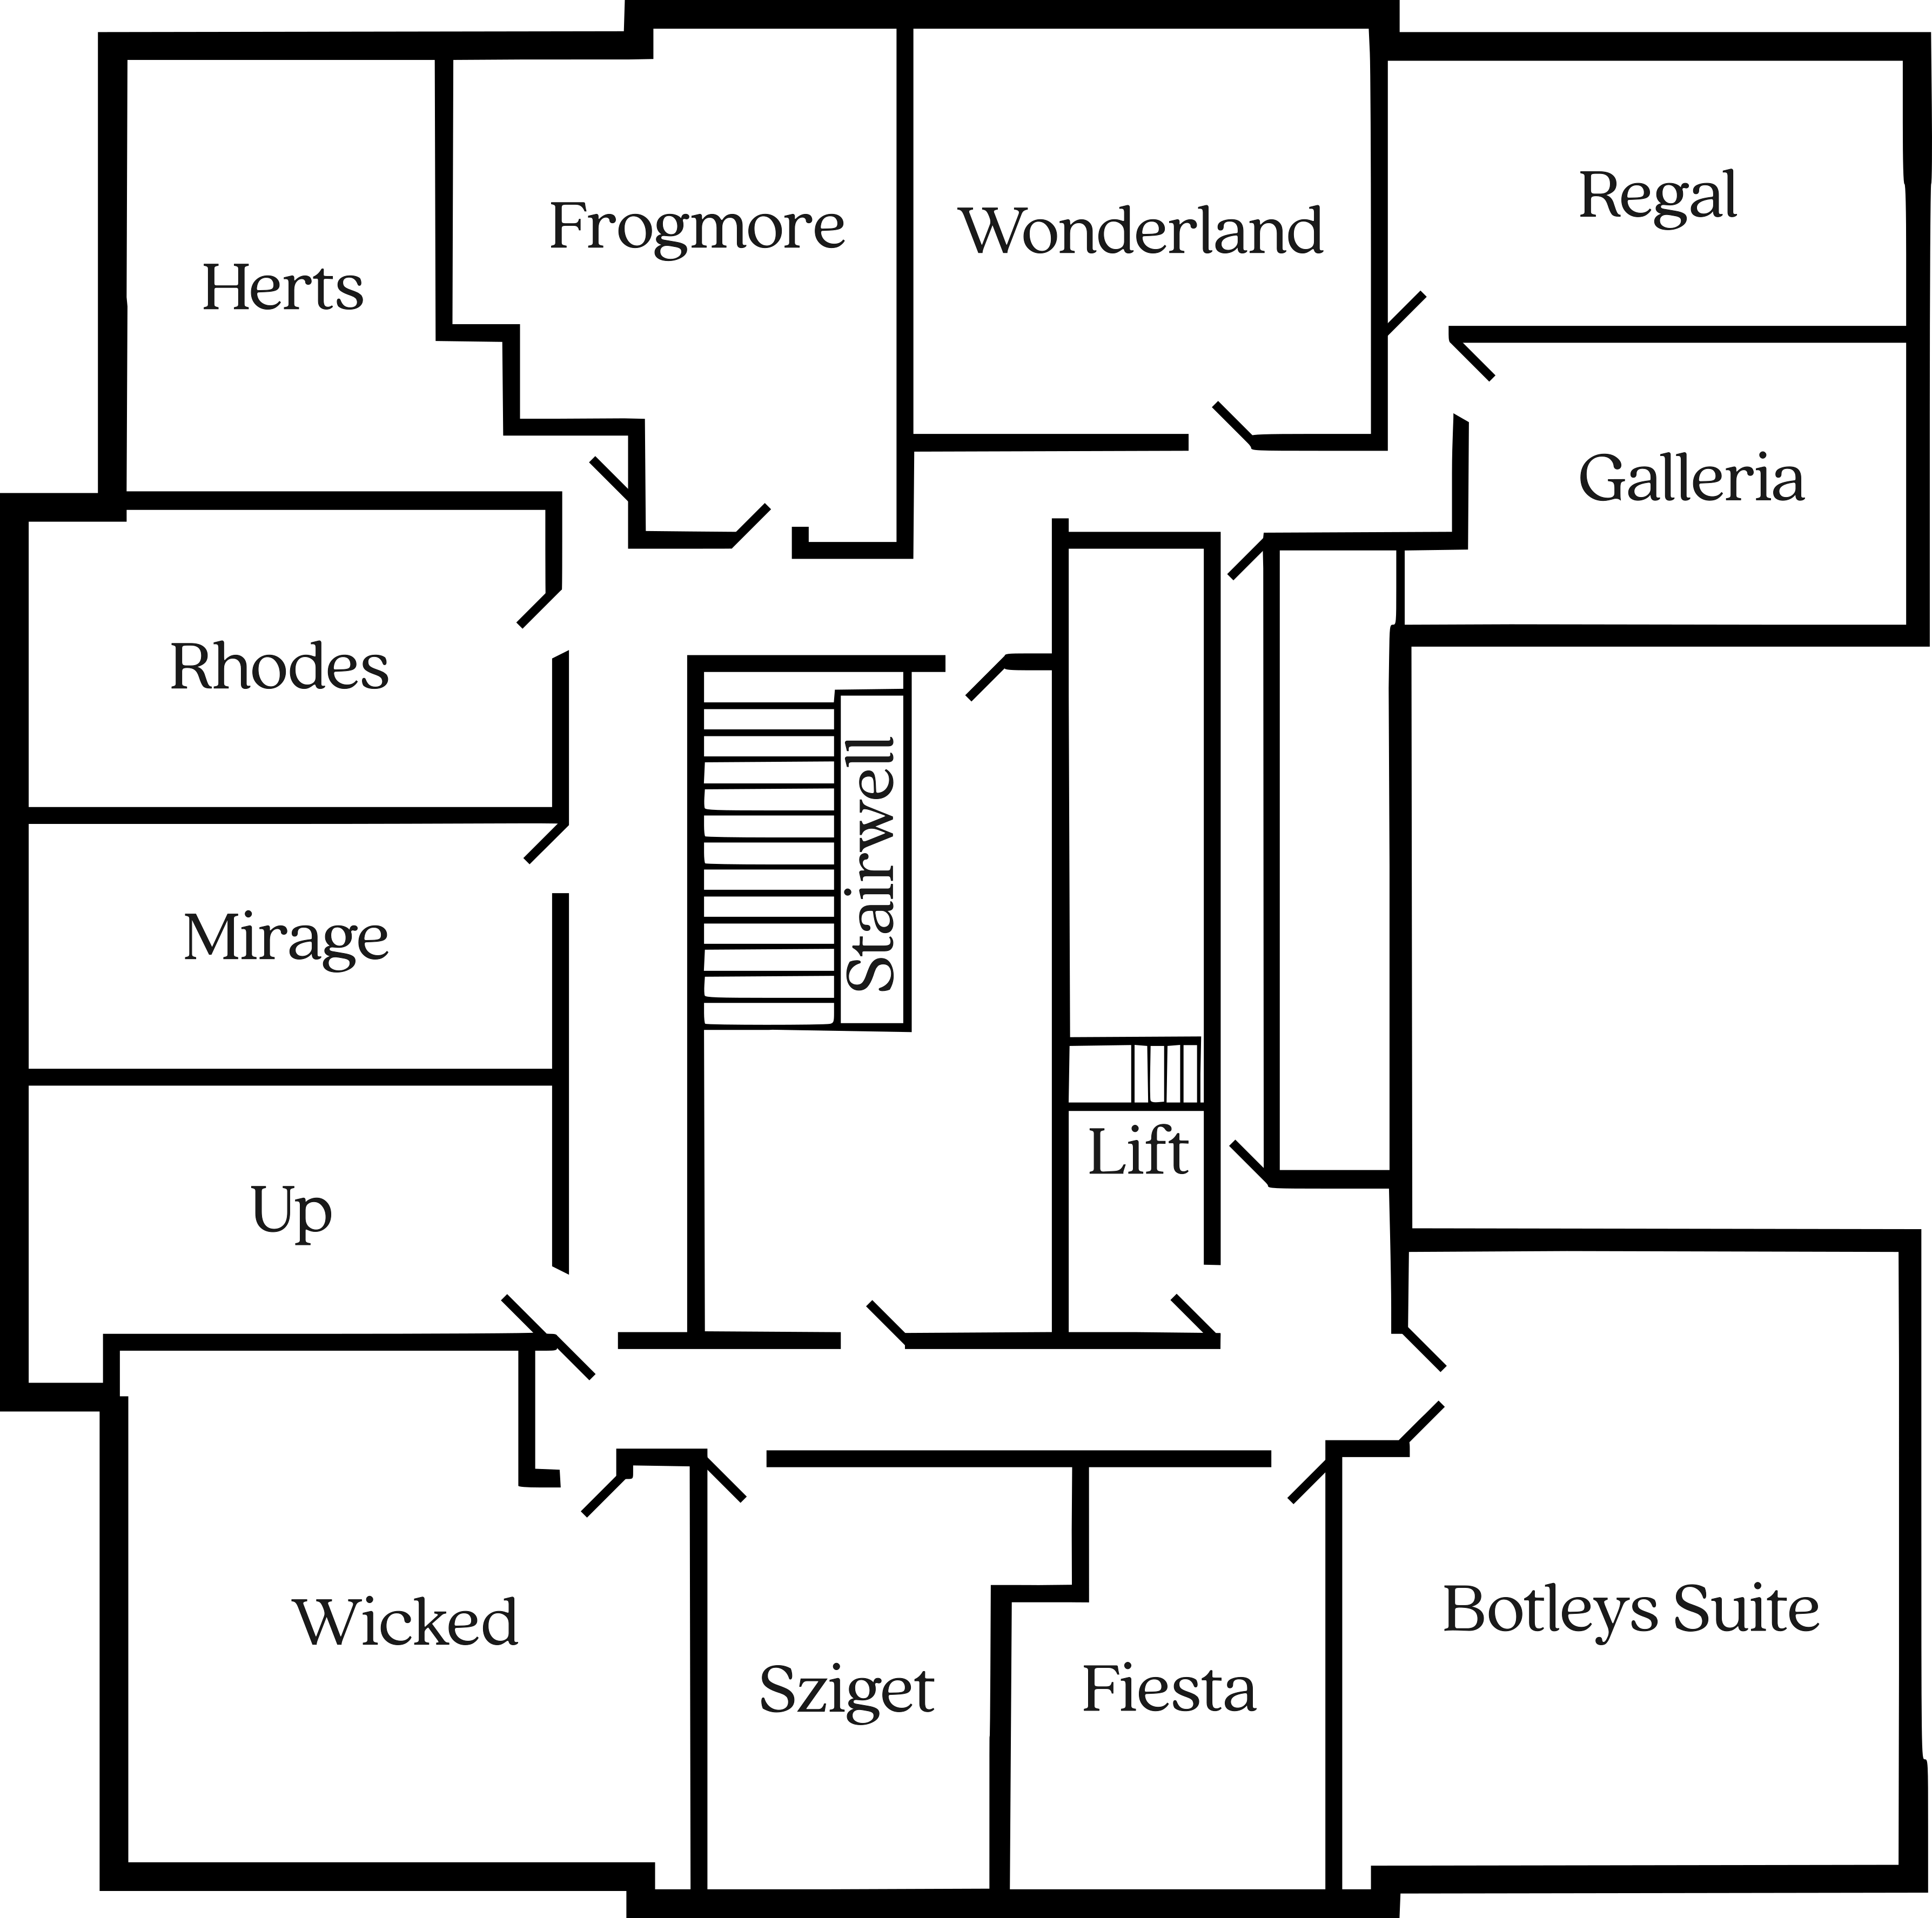 Herts
Frogmore
Wonderland
Regal
Galleria
Rhodes
Stairwell
Mirage
Lift
Up
Wicked
Sziget
Fiesta
Botleys Suite